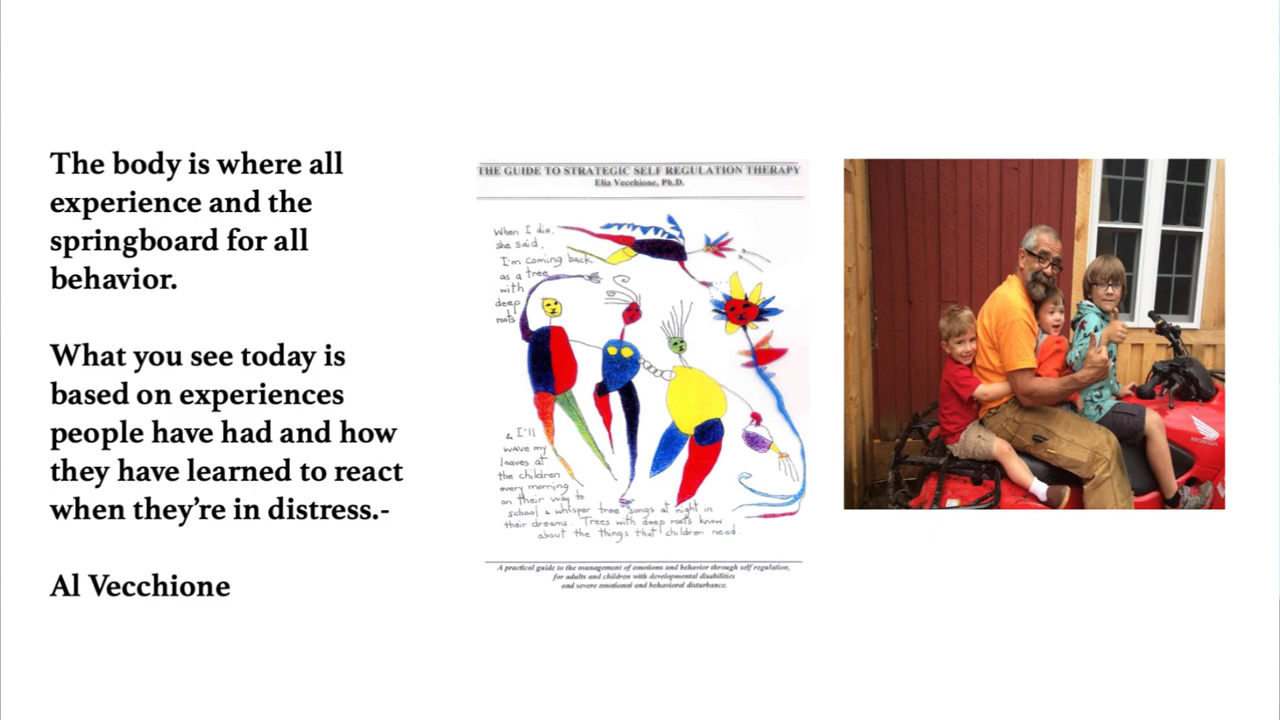 The body is where all
experience and the
springboard for all
behavior.
What you see today is
based on experiences
people have had and how
they have learned to react
when they’re in distress.-
Al Vecchione
THE GUIDE TO STRATEGIC SELF REGULATION THERAPY
Elia Vecchione, Ph.D.
When I die,
she said,
I'm coming back
as a tree
with
deep
roots
& I'll
wave my
leaves at
the children
every morning
on their way to
school & whisper tree songs at night in
their dreams. Trees with deep roots know
about the things that children need.
A practical guide to the management of emotions and behavior through self regulation,
for adults and children with developmental disabilities
and severe emotional and behavioral disturbance.
HONDA